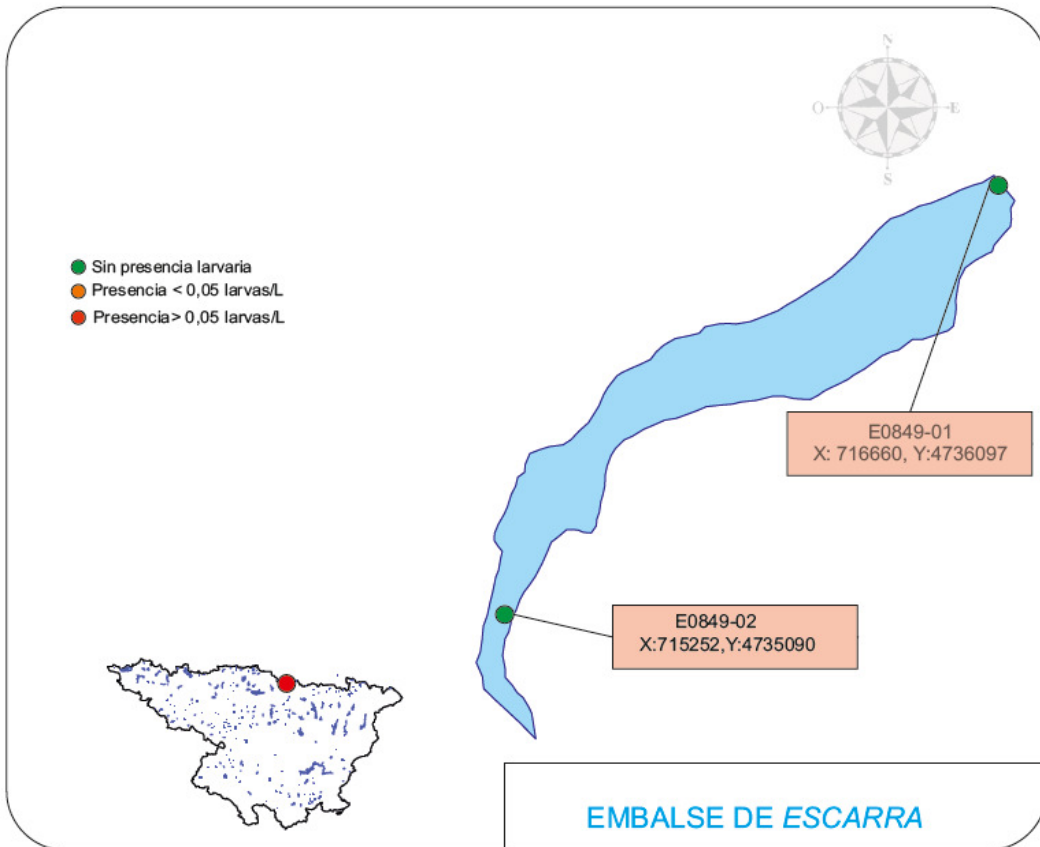 N
O
E
S
Sin presencia larvaria
Presencia < 0,05 larvas/L
Presencia> 0,05 larvas/L
E0849-01
X: 716660, Y:4736097
E0849-02
X:715252,Y:4735090
EMBALSE DE ESCARRA